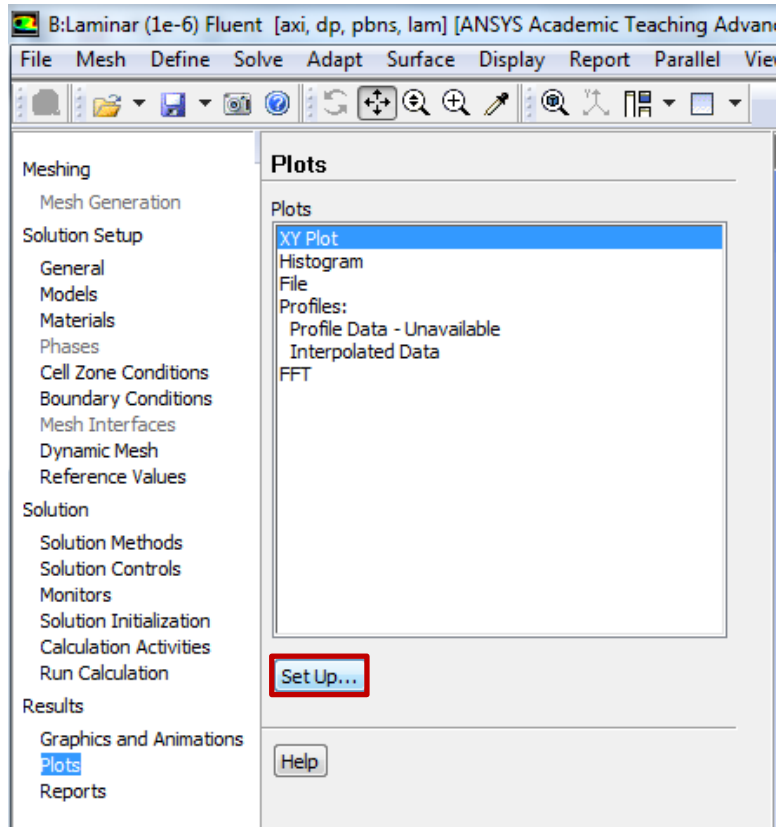 B:Laminar (1e-6) Fluent [axi, dp, pbns, lam] [ANSYS Academic Teaching
File Mesh Define Solve Adapt Surface Display Report Parallel
Meshing
Mesh Generation
Solution Setup
General
Models
Materials
Phases
Cell Zone Conditions
Boundary Conditions
Mesh Interfaces
Dynamic Mesh
Reference Values
Solution
Solution Methods
Solution Controls
Monitors
Solution Initialization
Calculation Activities
Run Calculation
Results
Graphics and Animations
Plots
Reports
Plots
Plots
XY Plot
Histogram
File
Profiles:
Profile Data - Unavailable
Interpolated Data
FFT
Set Up...
Help